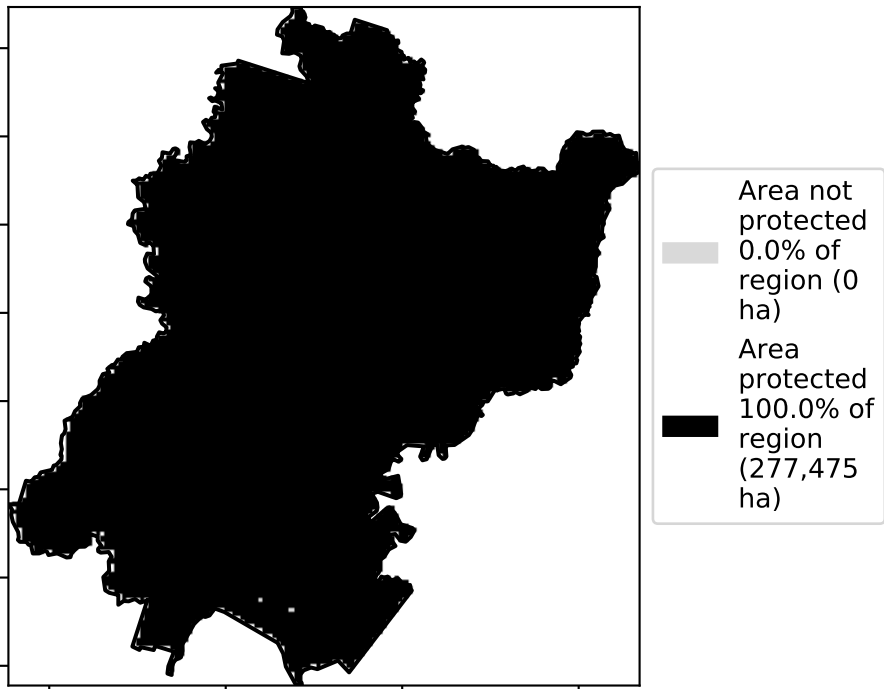 Area not
protected
0.0% of
region (0
ha)
Area
protected
100.0% of
region
(277,475
ha)